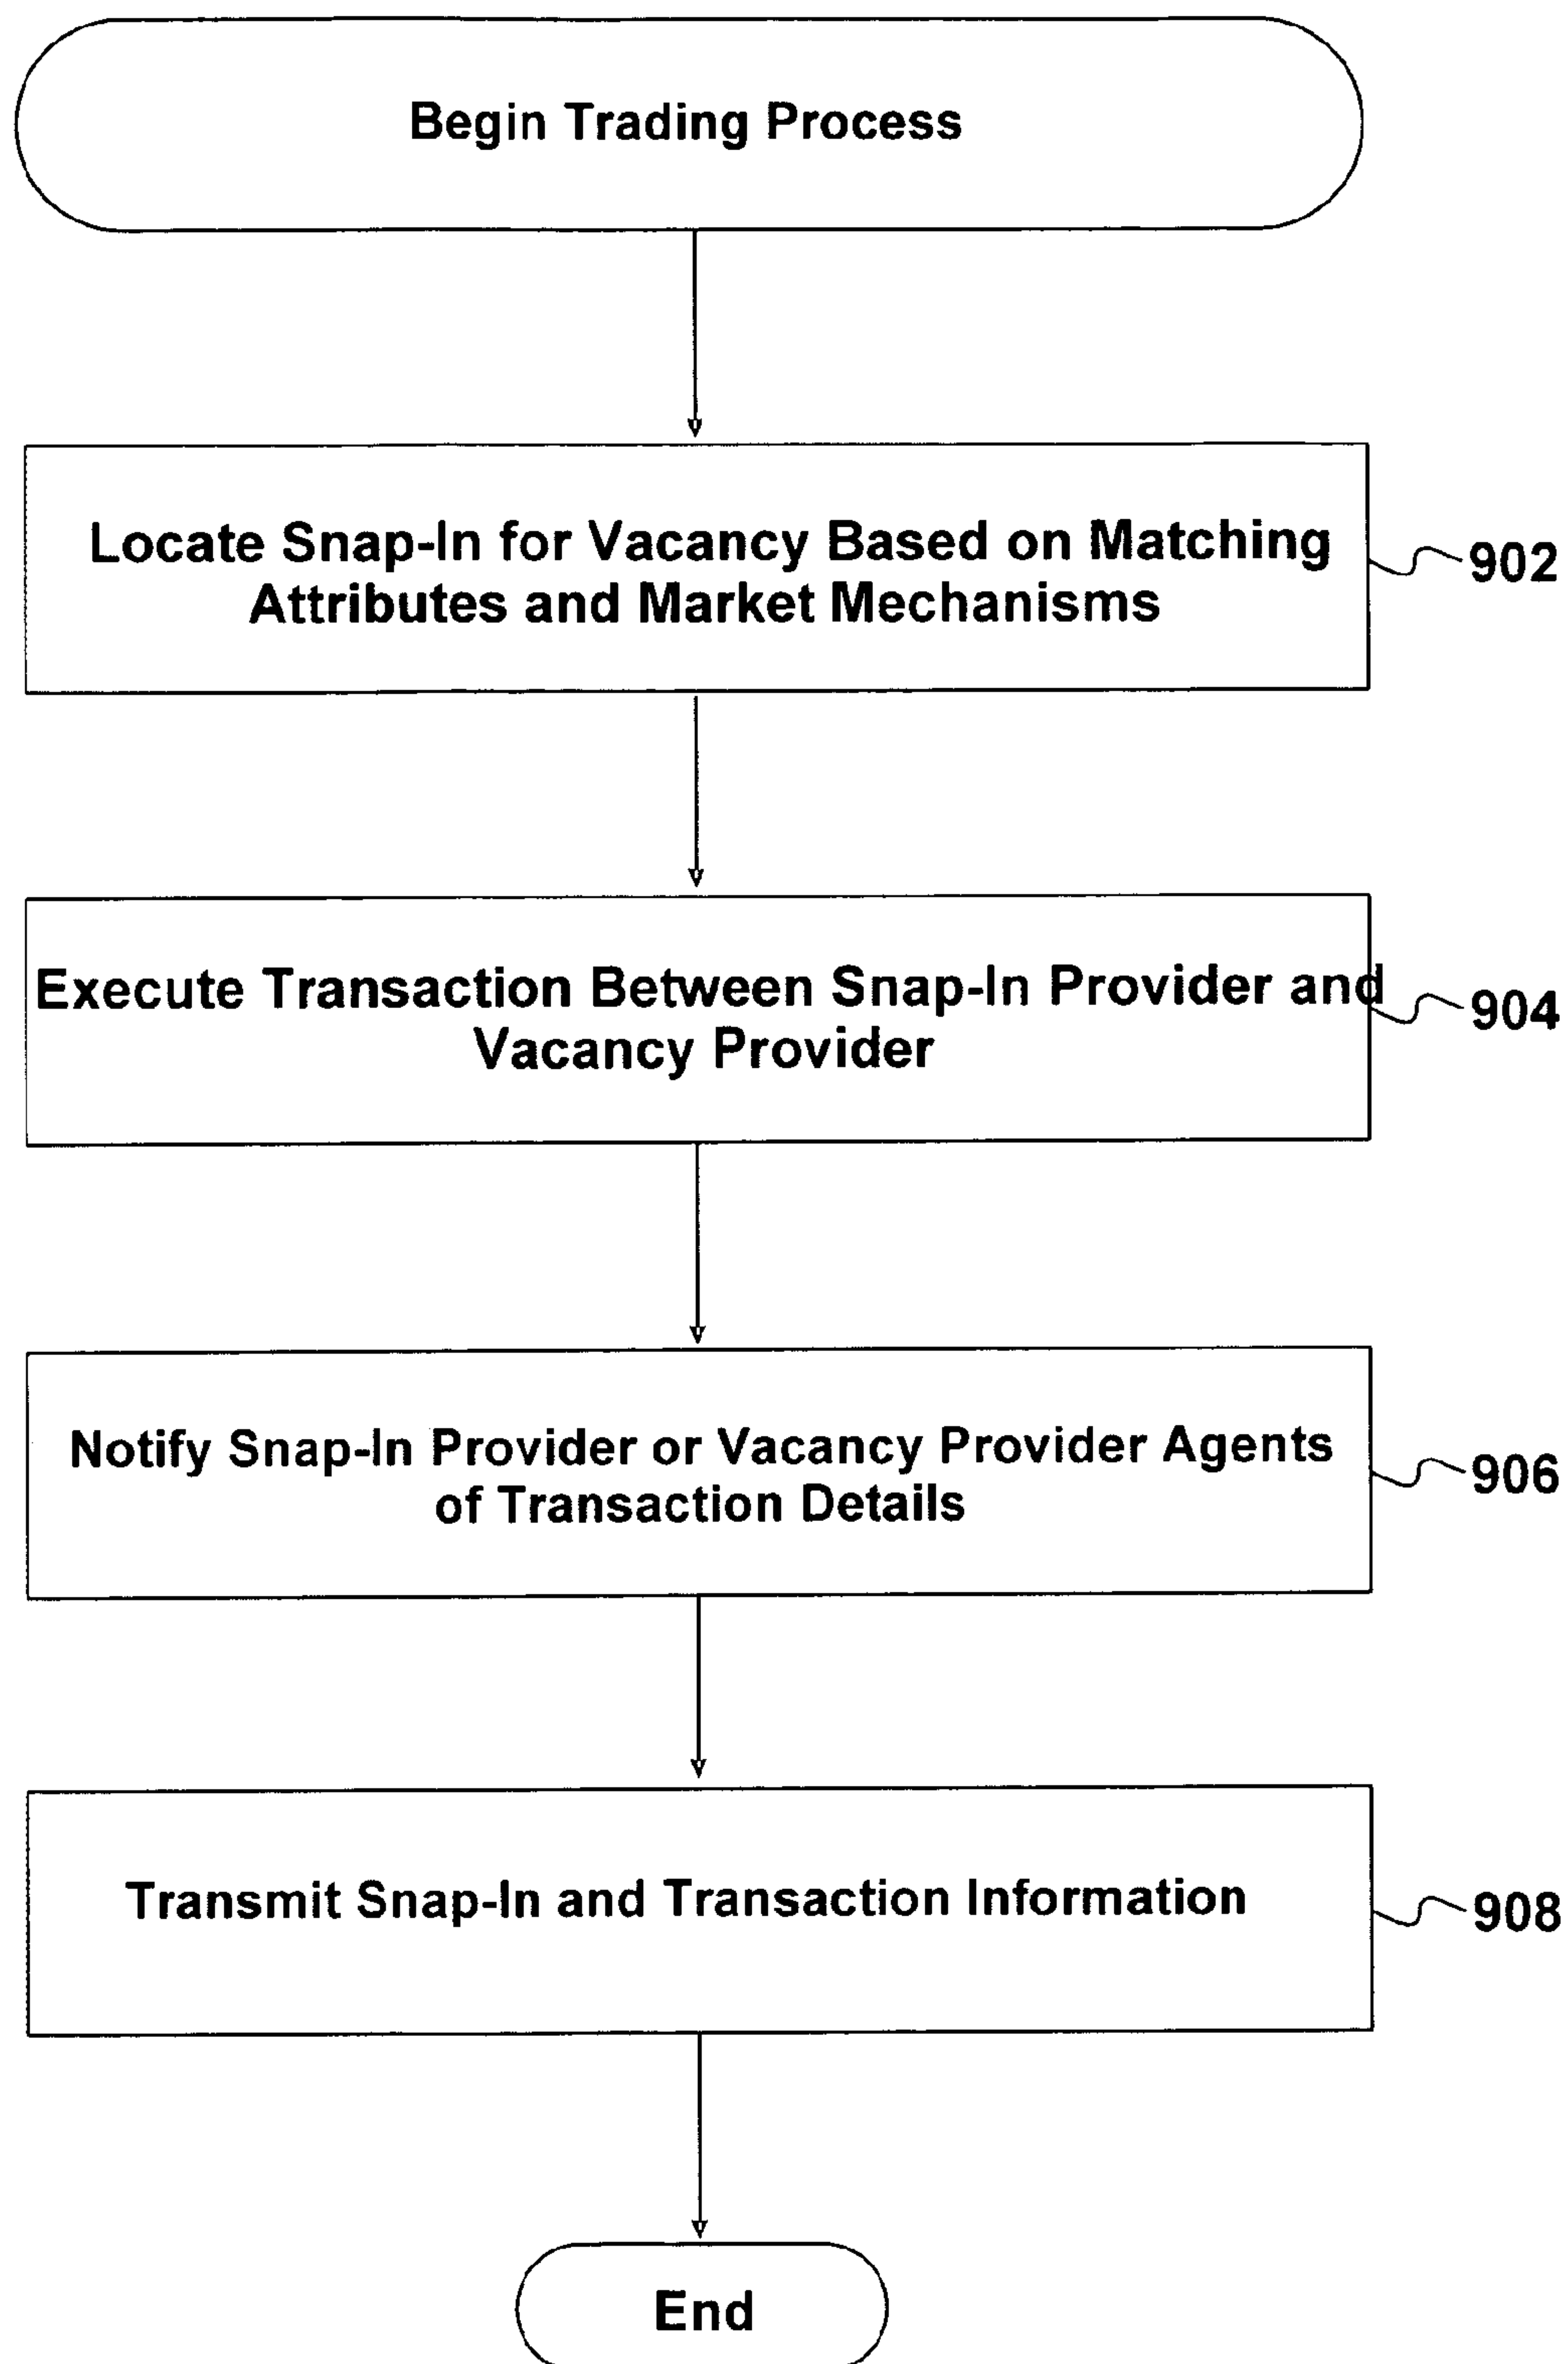 Begin Trading Process
Locate Snap-In for Vacancy Based on Matching
Attributes and Market Mechanisms
902
Execute Transaction Between Snap-In Provider and
Vacancy Provider
904
Notify Snap-In Provider or Vacancy Provider Agents
of Transaction Details
906
Transmit Snap-In and Transaction Information
908
End